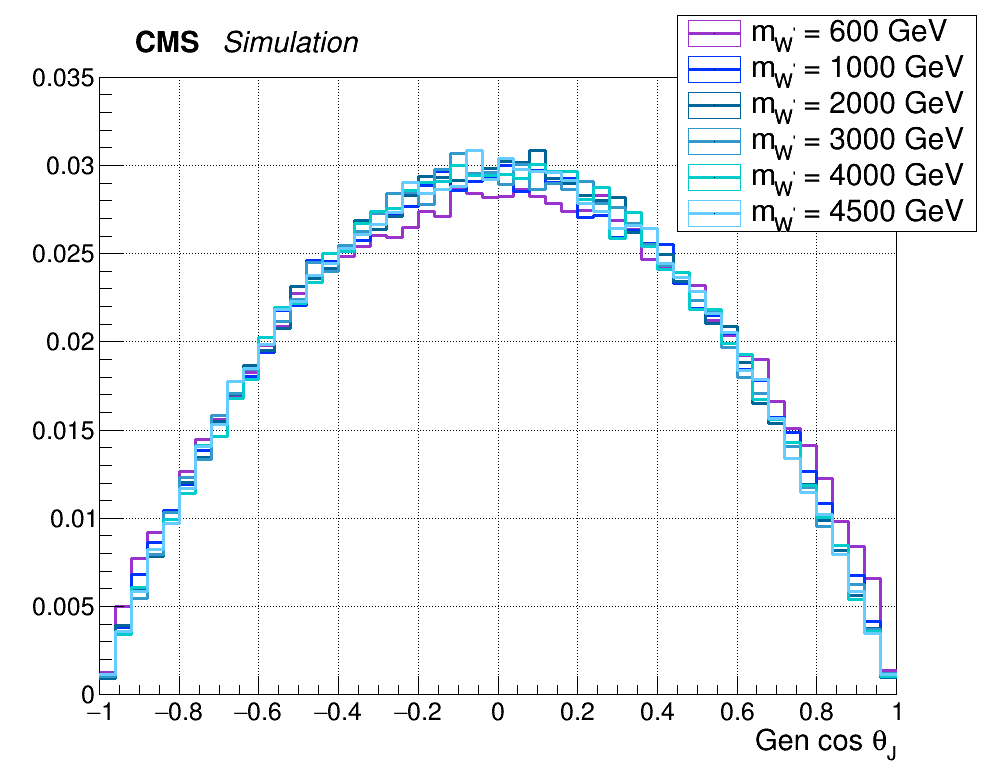 CMS Simulation
m_W' = 600 GeV
m_W' = 1000 GeV
m_W' = 2000 GeV
m_W' = 3000 GeV
m_W' = 4000 GeV
m_W' = 4500 GeV
0.035
0.03
0.025
0.02
0.015
0.01
0.005
0
−1 −0.8 −0.6 −0.4 −0.2 0 0.2 0.4 0.6 0.8 1
Gen cos θ_J